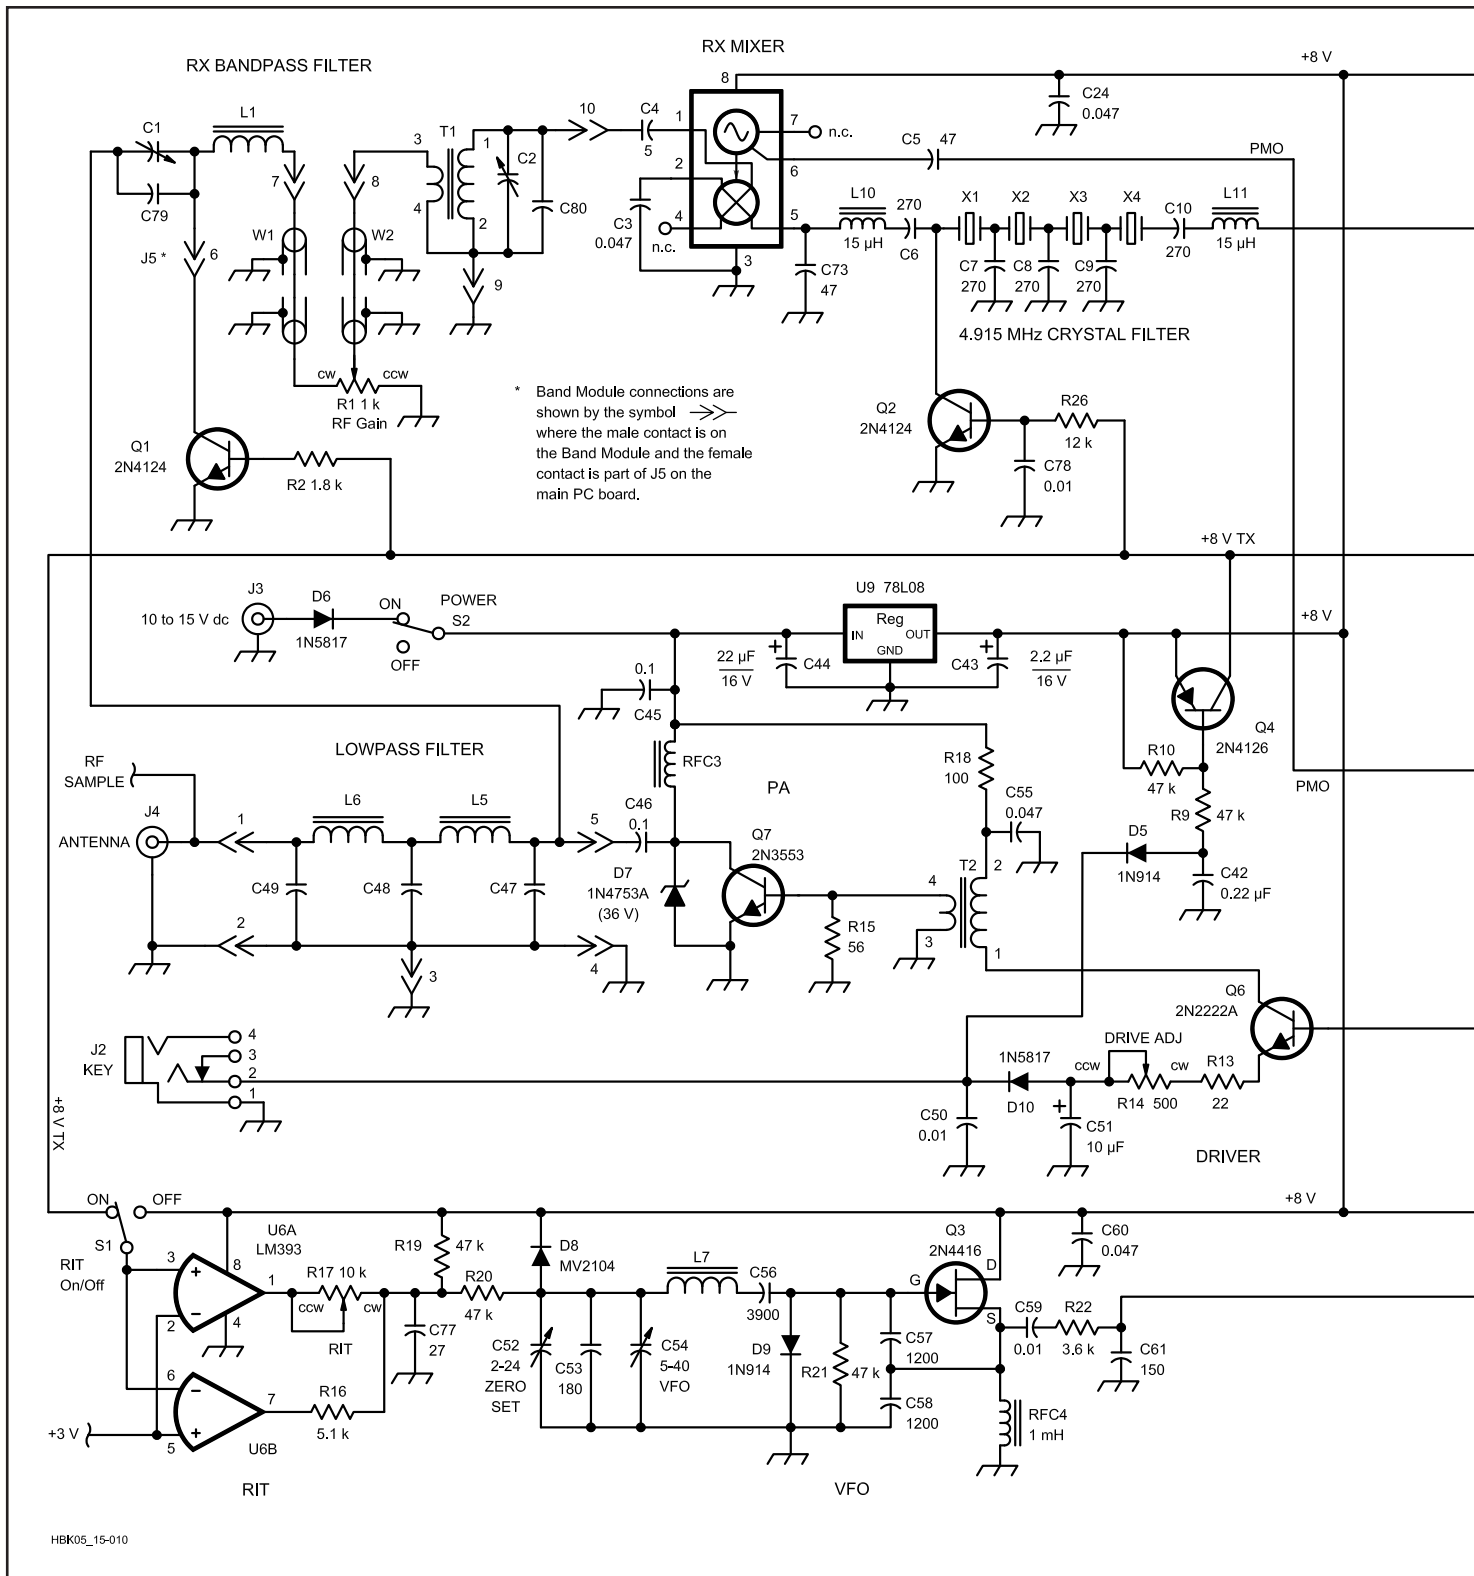 RX MIXER
+8 V
RX BANDPASS FILTER
8
C24
0.047
L1
C1
3
T1
1
C2
10
C4
5
1
7
n.c.
C5
47
PMO
2
6
C79
7
8
4
2
C80
C3
0.047
4
n.c.
5
3
L10
15 µH
270
C6
X1
X2
X3
X4
C10
270
L11
15 µH
J5 *
6
W1
W2
9
C73
47
C7
270
C8
270
C9
270
4.915 MHz CRYSTAL FILTER
cw
ccw
R1 1 k
RF Gain
* Band Module connections are
shown by the symbol
where the male contact is on
the Band Module and the female
contact is part of J5 on the
main PC board.
Q1
2N4124
R2 1.8 k
Q2
2N4124
R26
12 k
C78
0.01
+8 V TX
J3
10 to 15 V dc
D6
1N5817
ON
OFF
POWER
S2
U9 78L08
Reg
IN
OUT
GND
+8 V
22 µF
16 V
C44
C43
2.2 µF
16 V
0.1
C45
Q4
2N4126
LOWPASS FILTER
RFC3
PA
R18
100
R10
47 k
PMO
RF
SAMPLE
J4
ANTENNA
1
L6
L5
5
C46
0.1
Q7
2N3553
C55
0.047
R9
47 k
D5
1N914
C42
0.22 µF
C49
C48
C47
D7
1N4753A
(36 V)
4
T2
2
R15
56
3
1
2
3
4
Q6
2N2222A
J2
KEY
4
3
2
1
1N5817
D10
DRIVE ADJ
ccw
cw
R14 500
R13
22
C50
0.01
C51
10 µF
DRIVER
+8 V TX
ON
OFF
+8 V
S1
RIT
On/Off
U6A
LM393
3
8
1
2
4
R17 10 k
ccw
cw
RIT
R19
47 k
R20
47 k
D8
MV2104
L7
C56
3900
Q3
2N4416
D
G
S
C60
0.047
C59
0.01
R22
3.6 k
C61
150
C77
27
C52
2-24
ZERO
SET
C53
180
C54
5-40
VFO
D9
1N914
R21
47 k
C57
1200
C58
1200
RFC4
1 mH
6
7
R16
5.1 k
+3 V
5
U6B
RIT
VFO
HBK05_15-010